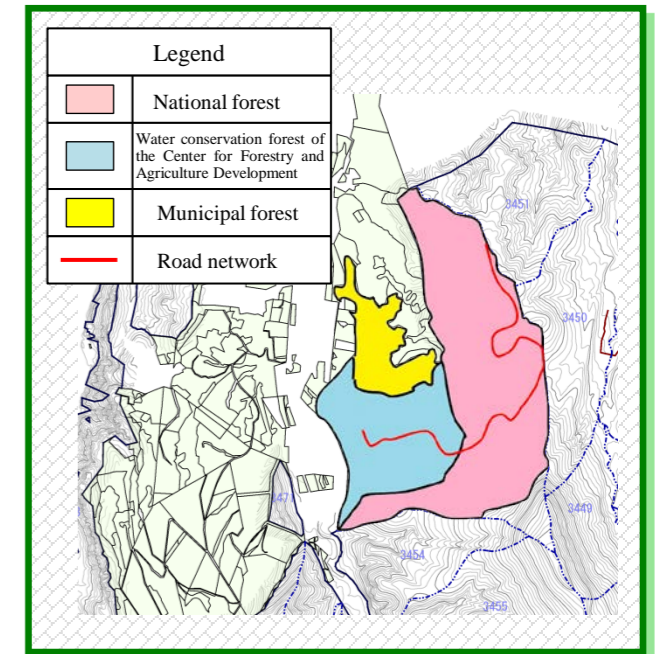 Legend
National forest
Water conservation forest of
the Center for Forestry and
Agriculture Development
Municipal forest
Road network
3451
3450
3449
3454
3455